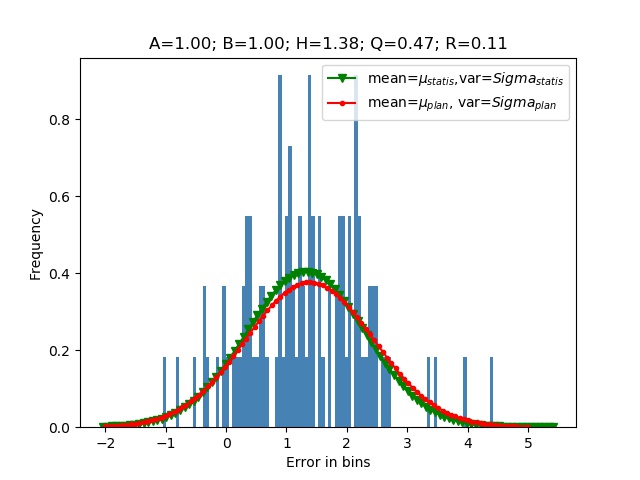 A=1.00; B=1.00; H=1.38; Q=0.47; R=0.11
mean=μstatis,var=Sigmastatis
mean=μplan, var=Sigmaplan
Frequency
0.8
0.6
0.4
0.2
0.0
−2 −1 0 1 2 3 4 5
Error in bins